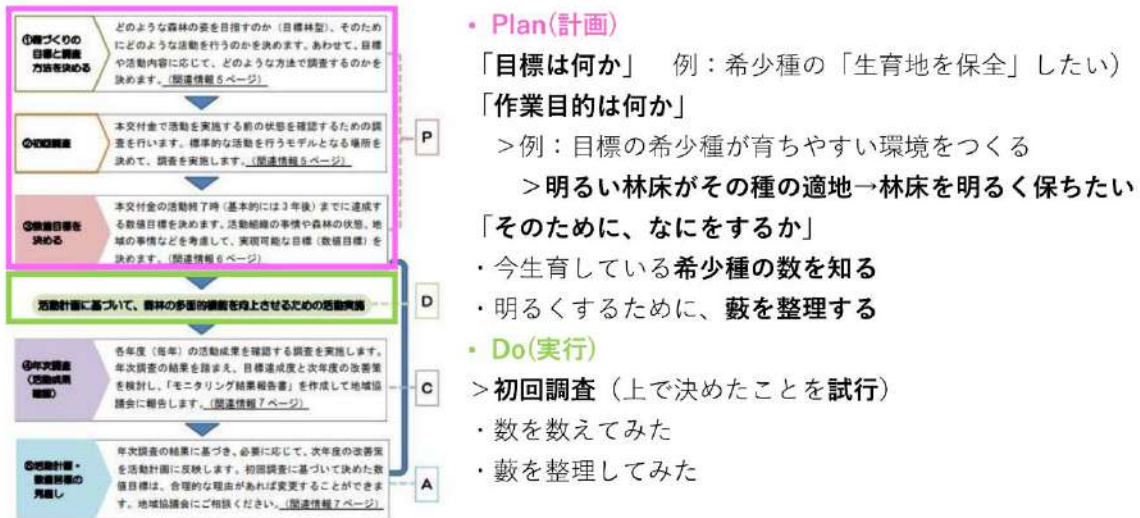 ①森づくりの
目標と調査
方法を決める
どのような森林の姿を目指すのか（目標林型）、そのため
にどのような活動を行うのかを決めます。あわせて、目標
や活動内容に応じて、どのような方法で調査するのかを
決めます。（関連情報５ページ）
②初回調査
本交付金で活動を実施する前の状態を確認するための調
査を行います。標準的な活動を行うモデルとなる場所を
決めて、調査を実施します。（関連情報５ページ）
P
③数値目標を
決める
本交付金の活動終了時（基本的には３年後）までに達成す
る数値目標を決めます。活動組織の事情や森林の状態、地
域の事情などを考慮して、実現可能な目標（数値目標）を
決めます。（関連情報６ページ）
活動計画に基づいて、森林の多面的機能を向上させるための活動実施
D
④年次調査
（活動成果
確認）
各年度（毎年）の活動成果を確認する調査を実施します。
年次調査の結果を踏まえ、目標達成度と次年度の改善策
を検討し、「モニタリング結果報告書」を作成して地域協
議会に報告します。（関連情報７ページ）
C
⑤活動計画・
数値目標の
見直し
年次調査の結果に基づき、必要に応じて、次年度の改善策
を活動計画に反映します。初回調査に基づいて決めた数
値目標は、合理的な理由があれば変更することができま
す。地域協議会にご相談ください。（関連情報７ページ）
A
・Plan(計画)
「目標は何か」　例：希少種の「生育地を保全」したい）
「作業目的は何か」
＞例：目標の希少種が育ちやすい環境をつくる
＞明るい林床がその種の適地→林床を明るく保ちたい
「そのために、なにをするか」
・今生育している希少種の数を知る
・明るくするために、藪を整理する
・Do(実行)
＞初回調査（上で決めたことを試行）
・数を数えてみた
・藪を整理してみた